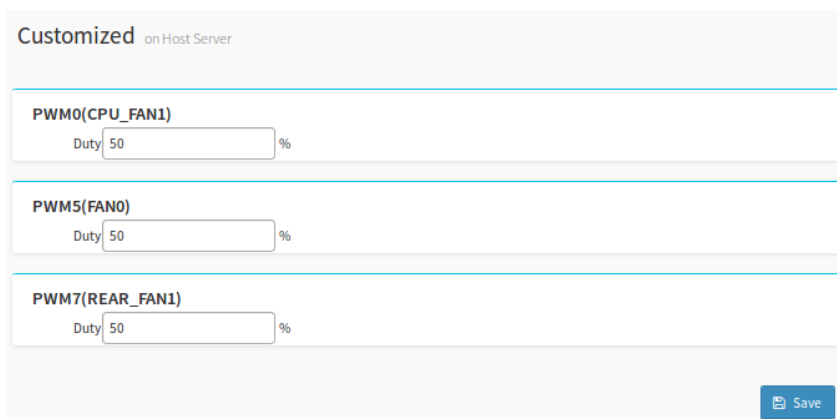 Customized on Host Server
PWM0(CPU_FAN1)
Duty 50 %
PWM5(FAN0)
Duty 50 %
PWM7(REAR_FAN1)
Duty 50 %
Save